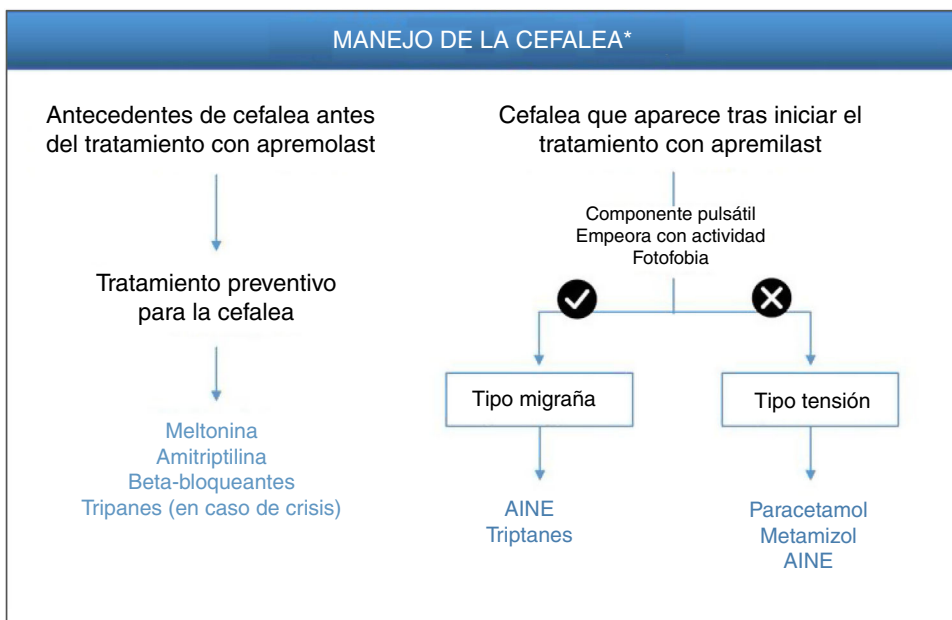 MANEJO DE LA CEFALEA*
Antecedentes de cefalea antes
del tratamiento con apremolast
Tratamiento preventivo
para la cefalea
Meltonina
Amitriptilina
Beta-bloqueantes
Tripanes (en caso de crisis)
Cefalea que aparece tras iniciar el
tratamiento con apremilast
Componente pulsátil
Empeora con actividad
Fotofobia
Tipo migraña
AINE
Triptanes
Tipo tensión
Paracetamol
Metamizol
AINE